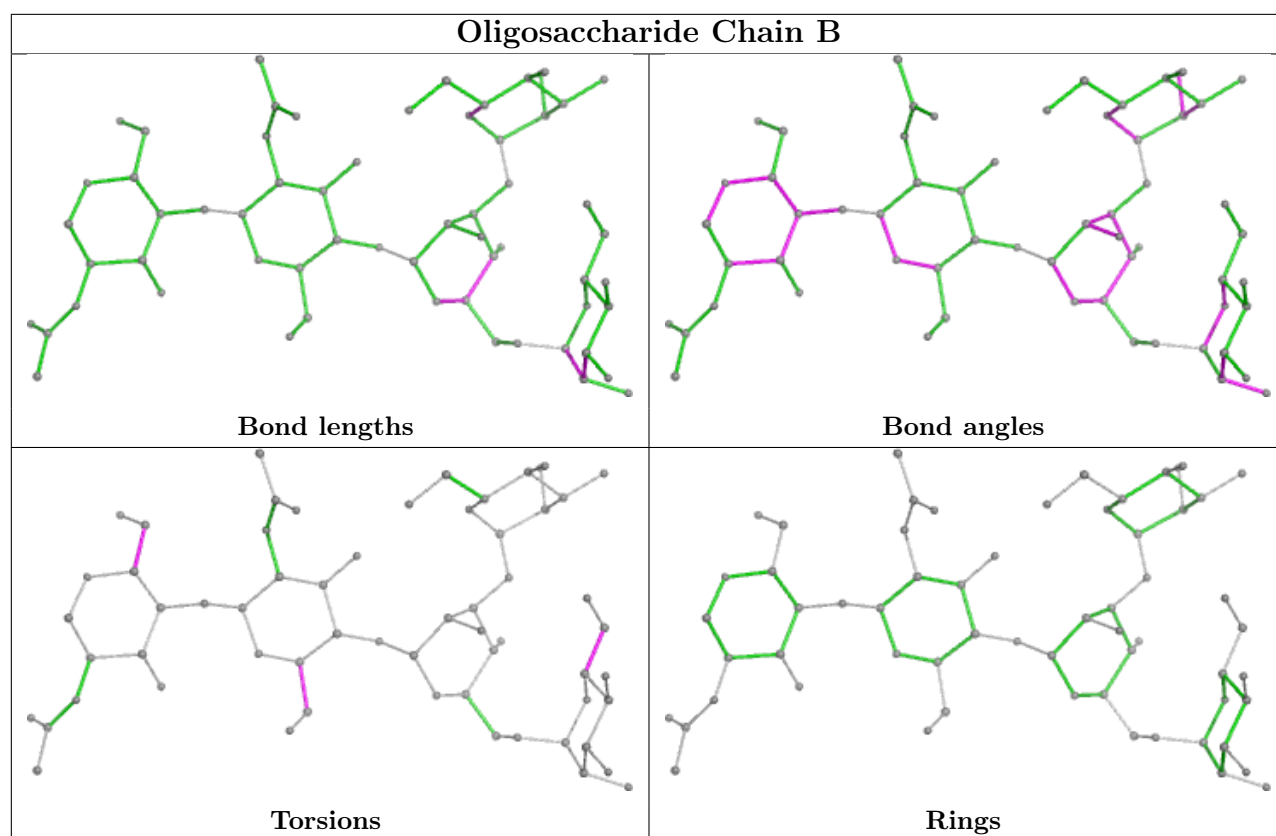 Oligosaccharide Chain B
Bond lengths
Bond angles
Torsions
Rings